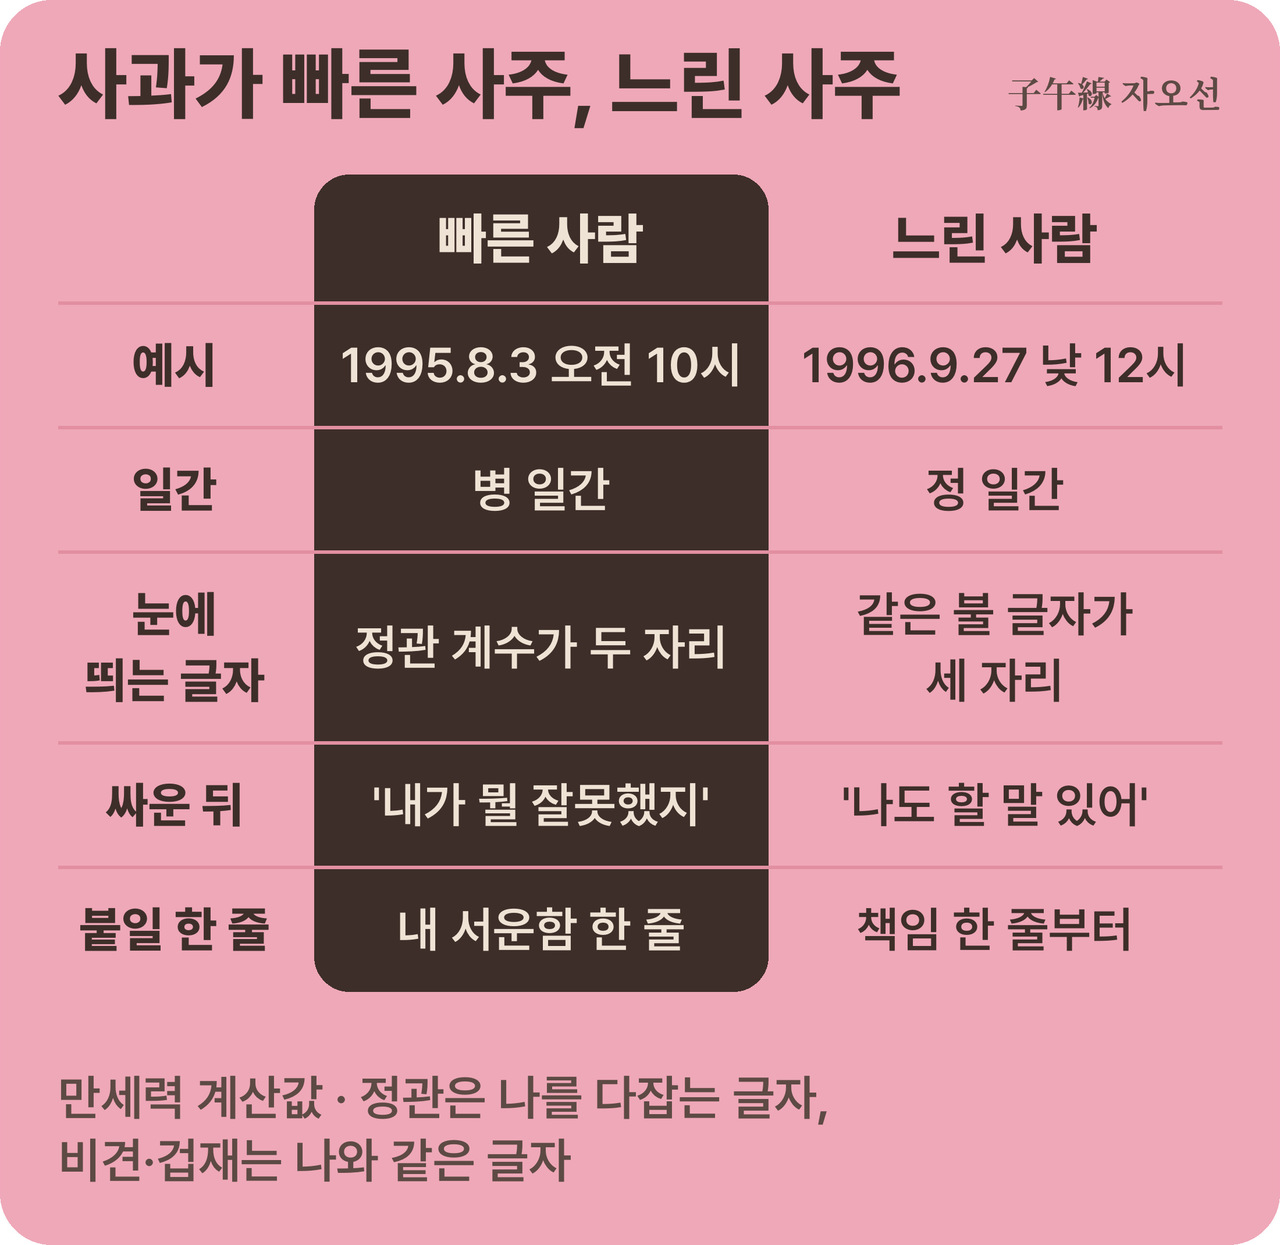 사과가 빠른 사주, 느린 사주
子午線 자오선
빠른 사람
느린 사람
예시
1995.8.3 오전 10시
1996.9.27 낮 12시
일간
병 일간
정 일간
눈에
띄는 글자
정관 계수가 두 자리
같은 불 글자가
세 자리
싸운 뒤
'내가 뭘 잘못했지'
'나도 할 말 있어'
붙일 한 줄
내 서운함 한 줄
책임 한 줄부터
만세력 계산값 · 정관은 나를 다잡는 글자,
비견·겁재는 나와 같은 글자